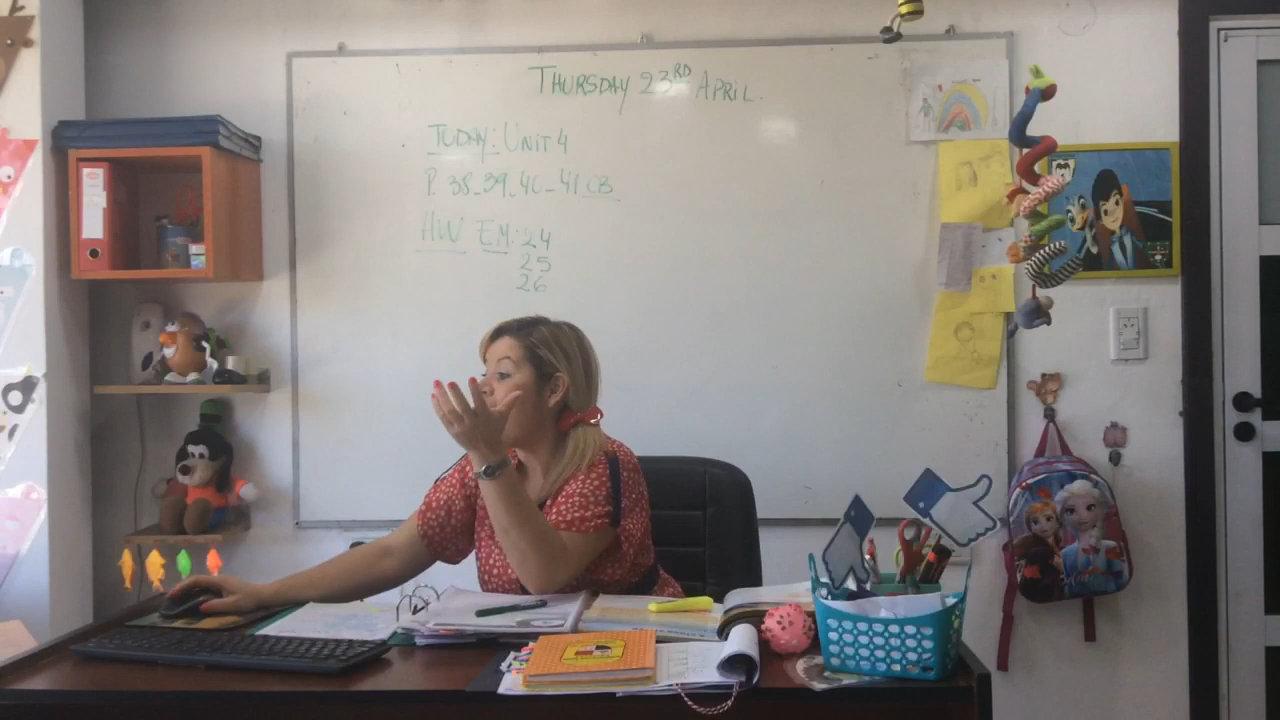 THURSDAY 23RD APRIL.
TODAY: UNIT 4
P. 38_39_40_41 CB
HW EM: 24
25
26